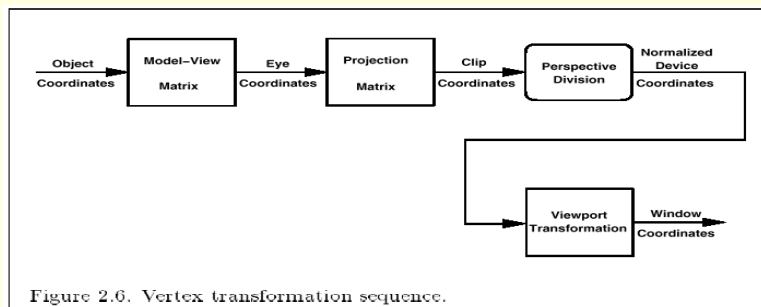 Object
Coordinates
Model-View
Matrix
Eye
Coordinates
Projection
Matrix
Clip
Coordinates
Perspective
Division
Normalized
Device
Coordinates
Viewport
Transformation
Window
Coordinates
Figure 2.6. Vertex transformation sequence.